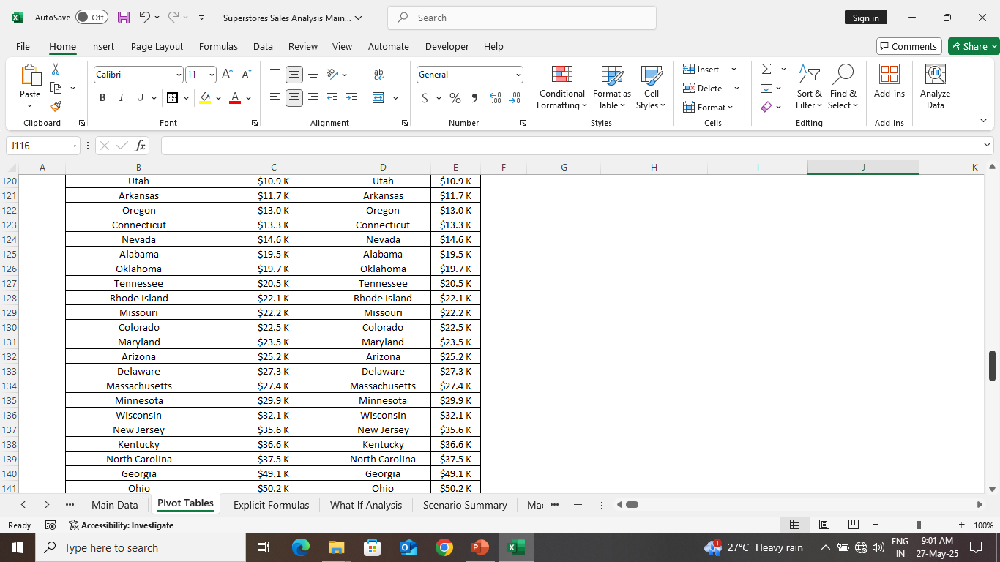 AutoSave Off Superstores Sales Analysis Main... Search Sign in
File Home Insert Page Layout Formulas Data Review View Automate Developer Help Comments Share
Paste Calibri 11 A A ab General Insert Σ A Z
B I U A $ % 9 .0 .00 Conditional Formatting Format as Table Cell Styles Delete Format Sort & Filter Find & Select Add-ins Analyze Data
Clipboard Font Alignment Number Styles Cells Editing Add-ins
J116 fx
A B C D E F G H I J K
120 Utah $10.9 K Utah $10.9 K
121 Arkansas $11.7 K Arkansas $11.7 K
122 Oregon $13.0 K Oregon $13.0 K
123 Connecticut $13.3 K Connecticut $13.3 K
124 Nevada $14.6 K Nevada $14.6 K
125 Alabama $19.5 K Alabama $19.5 K
126 Oklahoma $19.7 K Oklahoma $19.7 K
127 Tennessee $20.5 K Tennessee $20.5 K
128 Rhode Island $22.1 K Rhode Island $22.1 K
129 Missouri $22.2 K Missouri $22.2 K
130 Colorado $22.5 K Colorado $22.5 K
131 Maryland $23.5 K Maryland $23.5 K
132 Arizona $25.2 K Arizona $25.2 K
133 Delaware $27.3 K Delaware $27.3 K
134 Massachusetts $27.4 K Massachusetts $27.4 K
135 Minnesota $29.9 K Minnesota $29.9 K
136 Wisconsin $32.1 K Wisconsin $32.1 K
137 New Jersey $35.6 K New Jersey $35.6 K
138 Kentucky $36.6 K Kentucky $36.6 K
139 North Carolina $37.5 K North Carolina $37.5 K
140 Georgia $49.1 K Georgia $49.1 K
141 Ohio $50.2 K Ohio $50.2 K
Main Data Pivot Tables Explicit Formulas What If Analysis Scenario Summary Mac
Ready Accessibility: Investigate 100%
Type here to search 1 27°C Heavy rain ENG 9:01 AM
IN 27-May-25